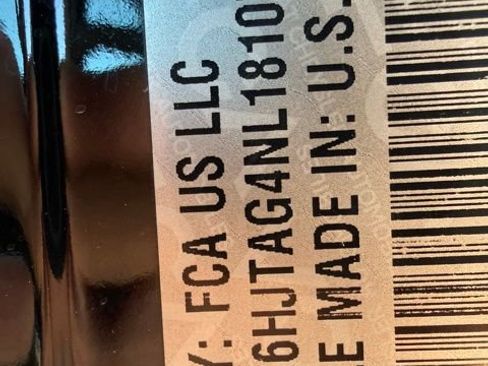 Y: FCA US LLC
6HJTAG4NL1810
E MADE IN: U.S.